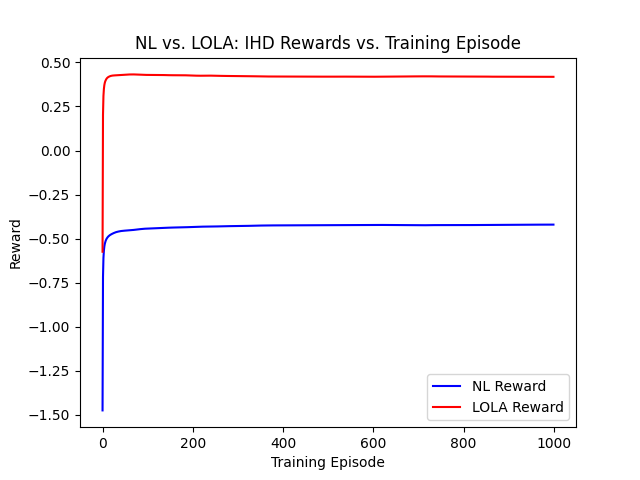 NL vs. LOLA: IHD Rewards vs. Training Episode
0.50
0.25
0.00
−0.25
−0.50
−0.75
−1.00
−1.25
−1.50
Reward
NL Reward
LOLA Reward
0 200 400 600 800 1000
Training Episode